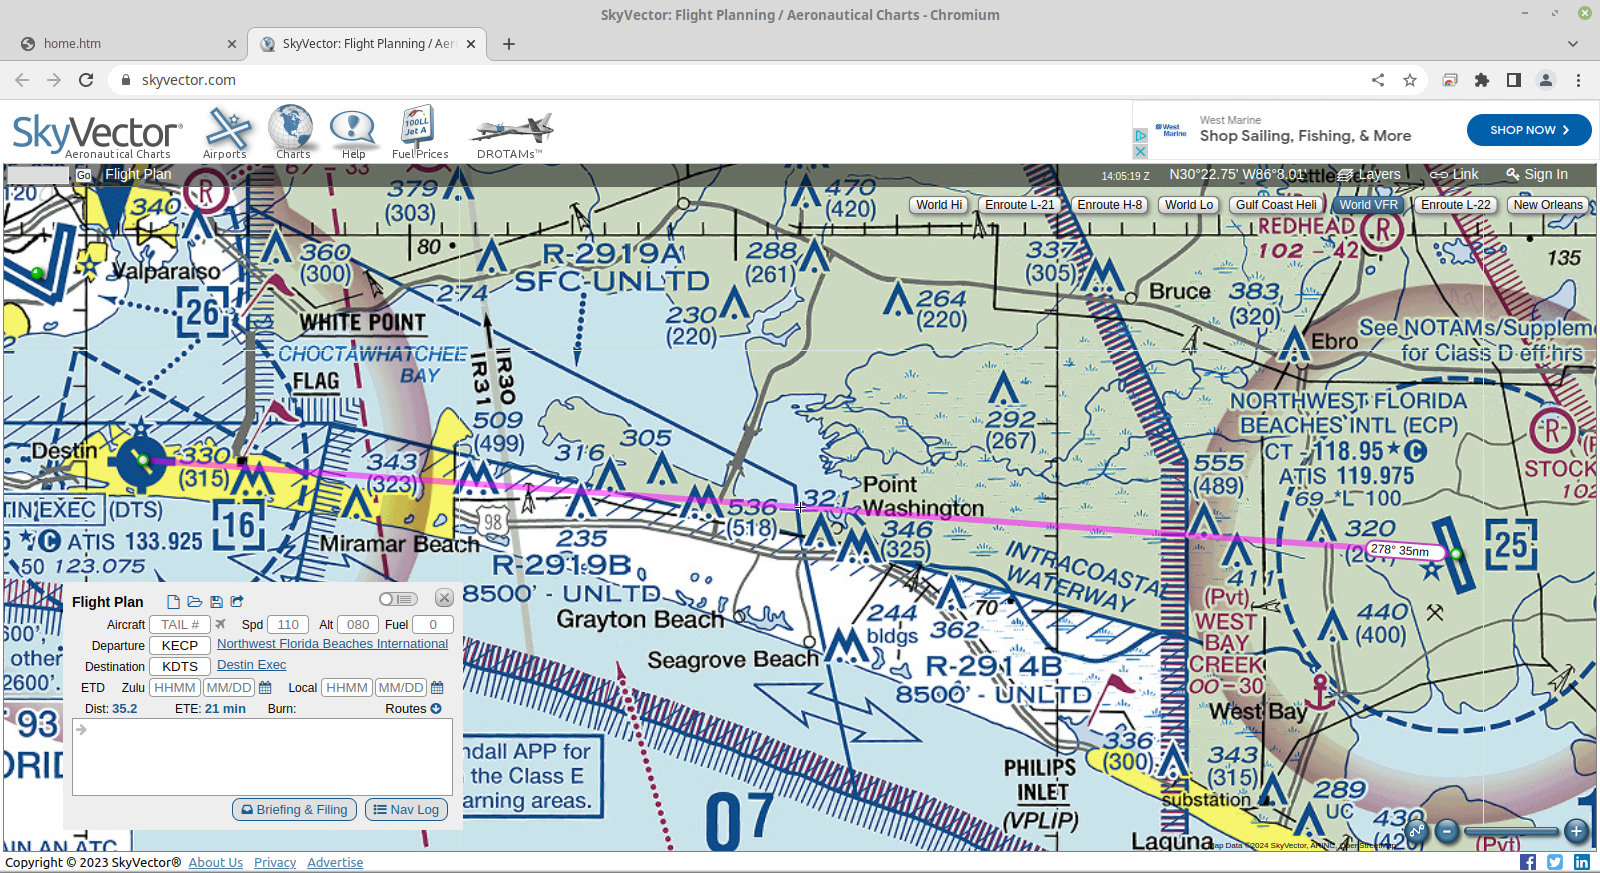 SkyVector: Flight Planning / Aeronautical Charts - Chromium
home.htm
SkyVector: Flight Planning / Aer
skyvector.com
SkyVector
Aeronautical Charts
Airports
Charts
Help
100LL
Jet A
Fuel Prices
DROTAMs™
West Marine
West Marine
Shop Sailing, Fishing, & More
SHOP NOW
Go
Flight Plan
14:05:19 Z
N30°22.75' W86°8.01'
Layers
Link
Sign In
World Hi
Enroute L-21
Enroute H-8
World Lo
Gulf Coast Heli
World VFR
Enroute L-22
New Orleans
120
67 - 33
340
R
379
(303)
470
(420)
80
360
(300)
R-2919A
SFC-UNLTD
288
(261)
337
(305)
REDHEAD
102 - 42
R
135
Valparaiso
26
274
230
(220)
264
(220)
Bruce
383
(320)
WHITE POINT
CHOCTAWHATCHEE
BAY
FLAG
IR31
IR30
Ebro
See NOTAMs/Supplem
for Class D eff hrs
509
(499)
292
(267)
NORTHWEST FLORIDA
BEACHES INTL (ECP)
CT - 118.95 * C
ATIS 119.975
69 *L 100
R
STOCK
102
Destin
330
(315)
343
(323)
316
305
555
(489)
TIN EXEC (DTS)
16
98
536
(518)
321
Point
Washington
346
(325)
320
278° 35nm
25
* C ATIS 133.925
50 123.075
Miramar Beach
235
R-2919B
8500' - UNLTD
INTRACOASTAL
WATERWAY
411
(Pvt)
WEST
BAY
CREEK
OO - 30
Grayton Beach
244
bldgs
362
70
440
(400)
Seagrove Beach
R-2914B
8500' - UNLTD
West Bay
600',
other
2600'.
93
336
(300)
343
(315)
289
UC
PHILIPS
INLET
(VPLIP)
substation
Laguna
430
(420)
(Pvt)
ndall APP for
the Class E
arning areas.
07
Flight Plan
Aircraft TAIL # Spd 110 Alt 080 Fuel 0
Departure KECP Northwest Florida Beaches International
Destination KDTS Destin Exec
ETD Zulu HHMM MM/DD Local HHMM MM/DD
Dist: 35.2 ETE: 21 min Burn: Routes
Briefing & Filing
Nav Log
Map Data ©2024 SkyVector, ARINC, OpenStreetMap
Copyright © 2023 SkyVector® About Us Privacy Advertise